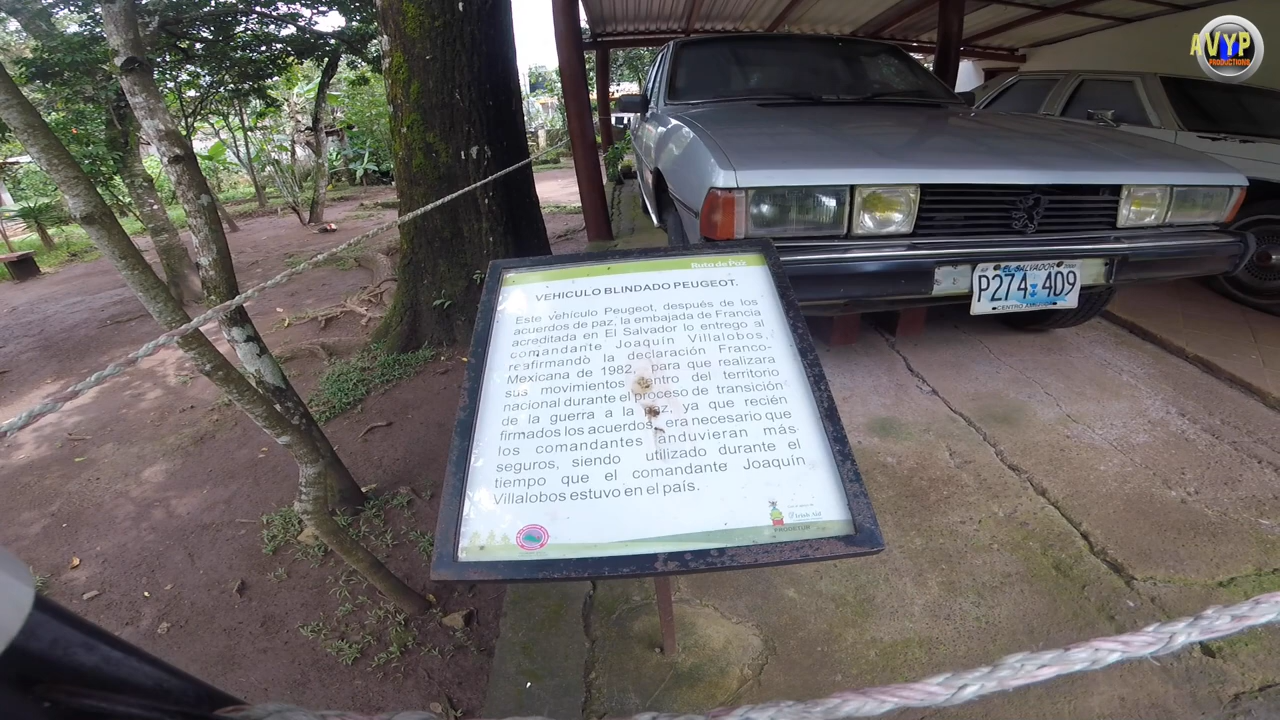 AVYP
PRODUCTIONS
EL SALVADOR
P274 4D9
CENTRO AMERICA
Ruta de Paz
VEHICULO BLINDADO PEUGEOT.
Este vehículo Peugeot, después de los
acuerdos de paz, la embajada de Francia
acreditada en El Salvador lo entrego al
comandante Joaquín Villalobos,
reafirmando la declaración Franco-
Mexicana de 1982, para que realizara
sus movimientos dentro del territorio
nacional durante el proceso de transición
de la guerra a la paz, ya que recién
firmados los acuerdos, era necesario que
los comandantes anduvieran más
seguros, siendo utilizado durante el
tiempo que el comandante Joaquín
Villalobos estuvo en el país.
Irish Aid
PRODETUR